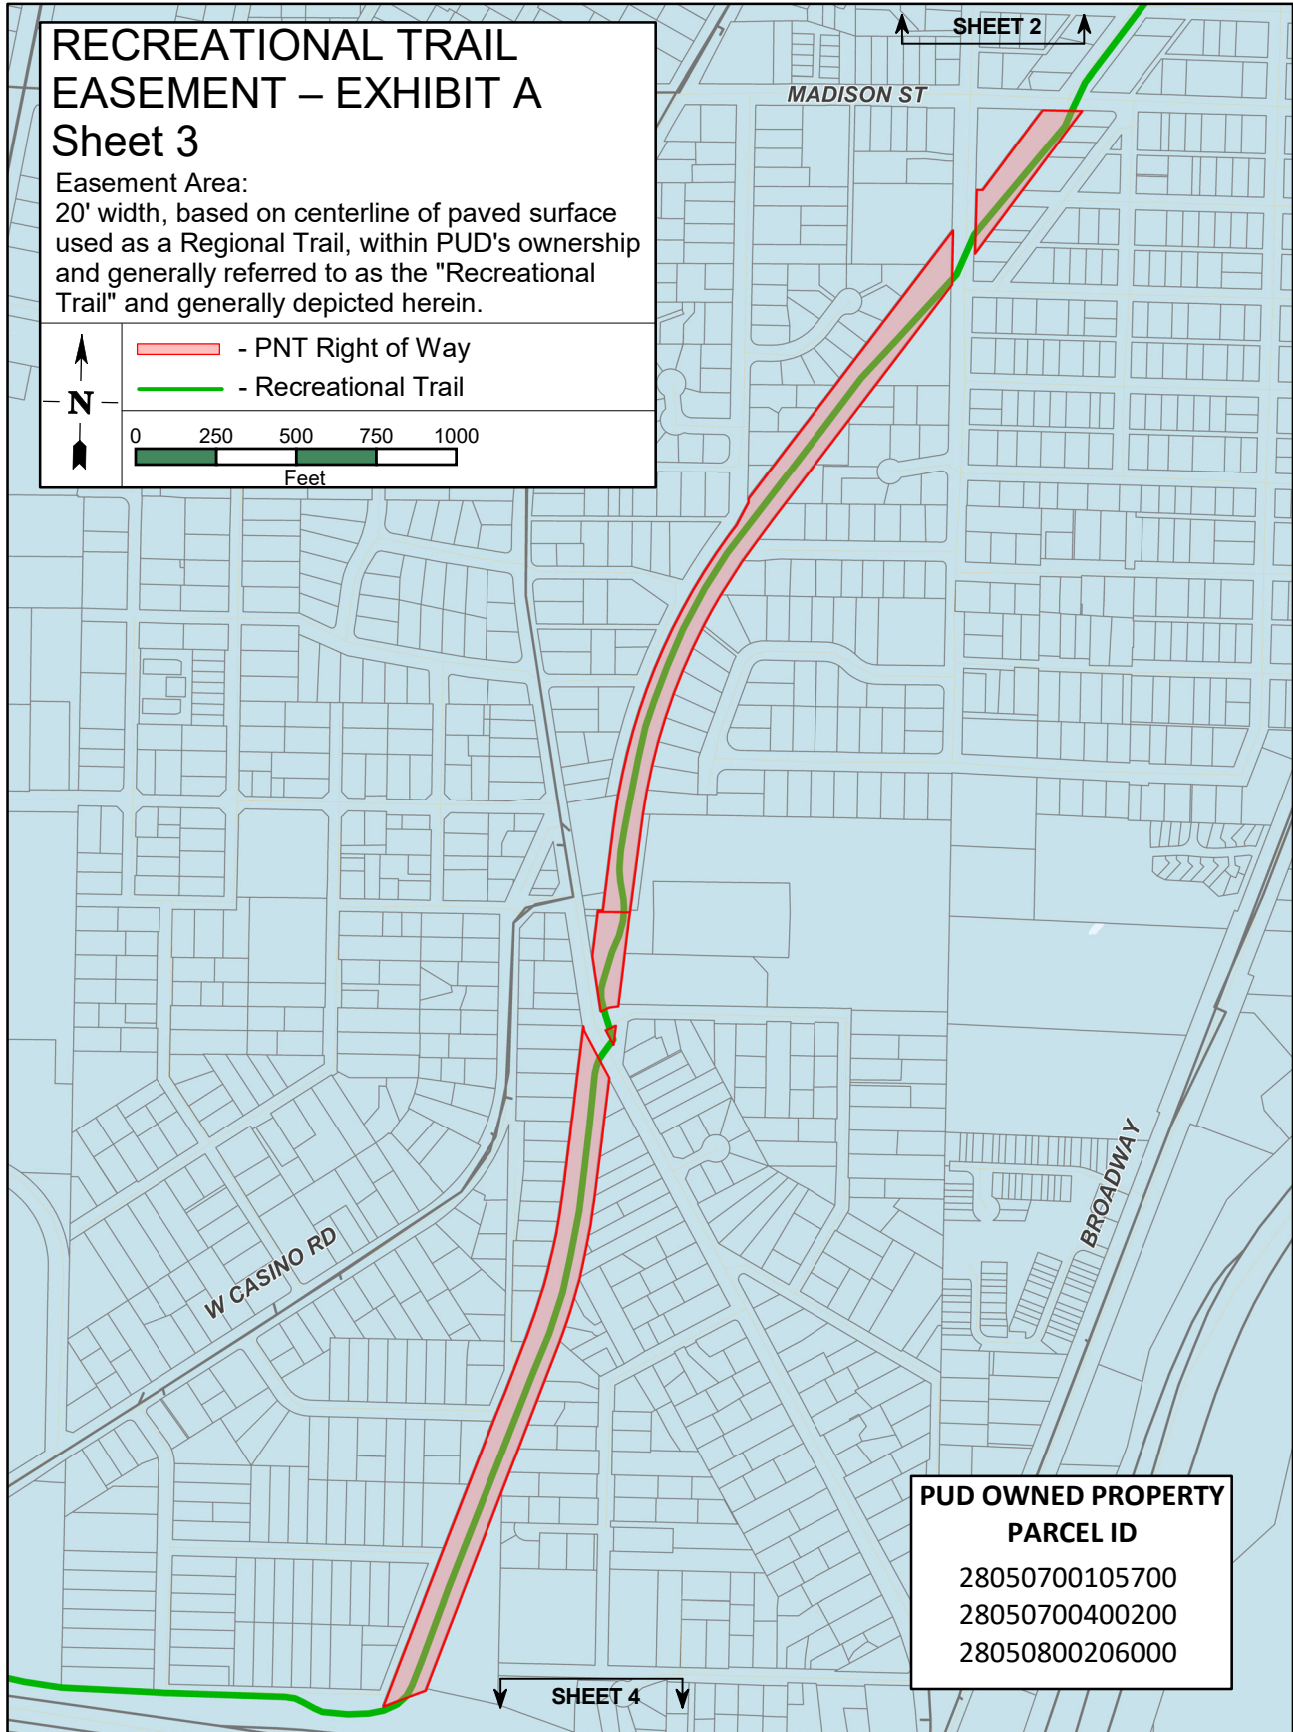 RECREATIONAL TRAIL
EASEMENT – EXHIBIT A
Sheet 3
Easement Area:
20' width, based on centerline of paved surface
used as a Regional Trail, within PUD's ownership
and generally referred to as the "Recreational
Trail" and generally depicted herein.
N
- PNT Right of Way
- Recreational Trail
0 250 500 750 1000
Feet
SHEET 2
MADISON ST
W CASINO RD
BROADWAY
PUD OWNED PROPERTY
PARCEL ID
28050700105700
28050700400200
28050800206000
SHEET 4